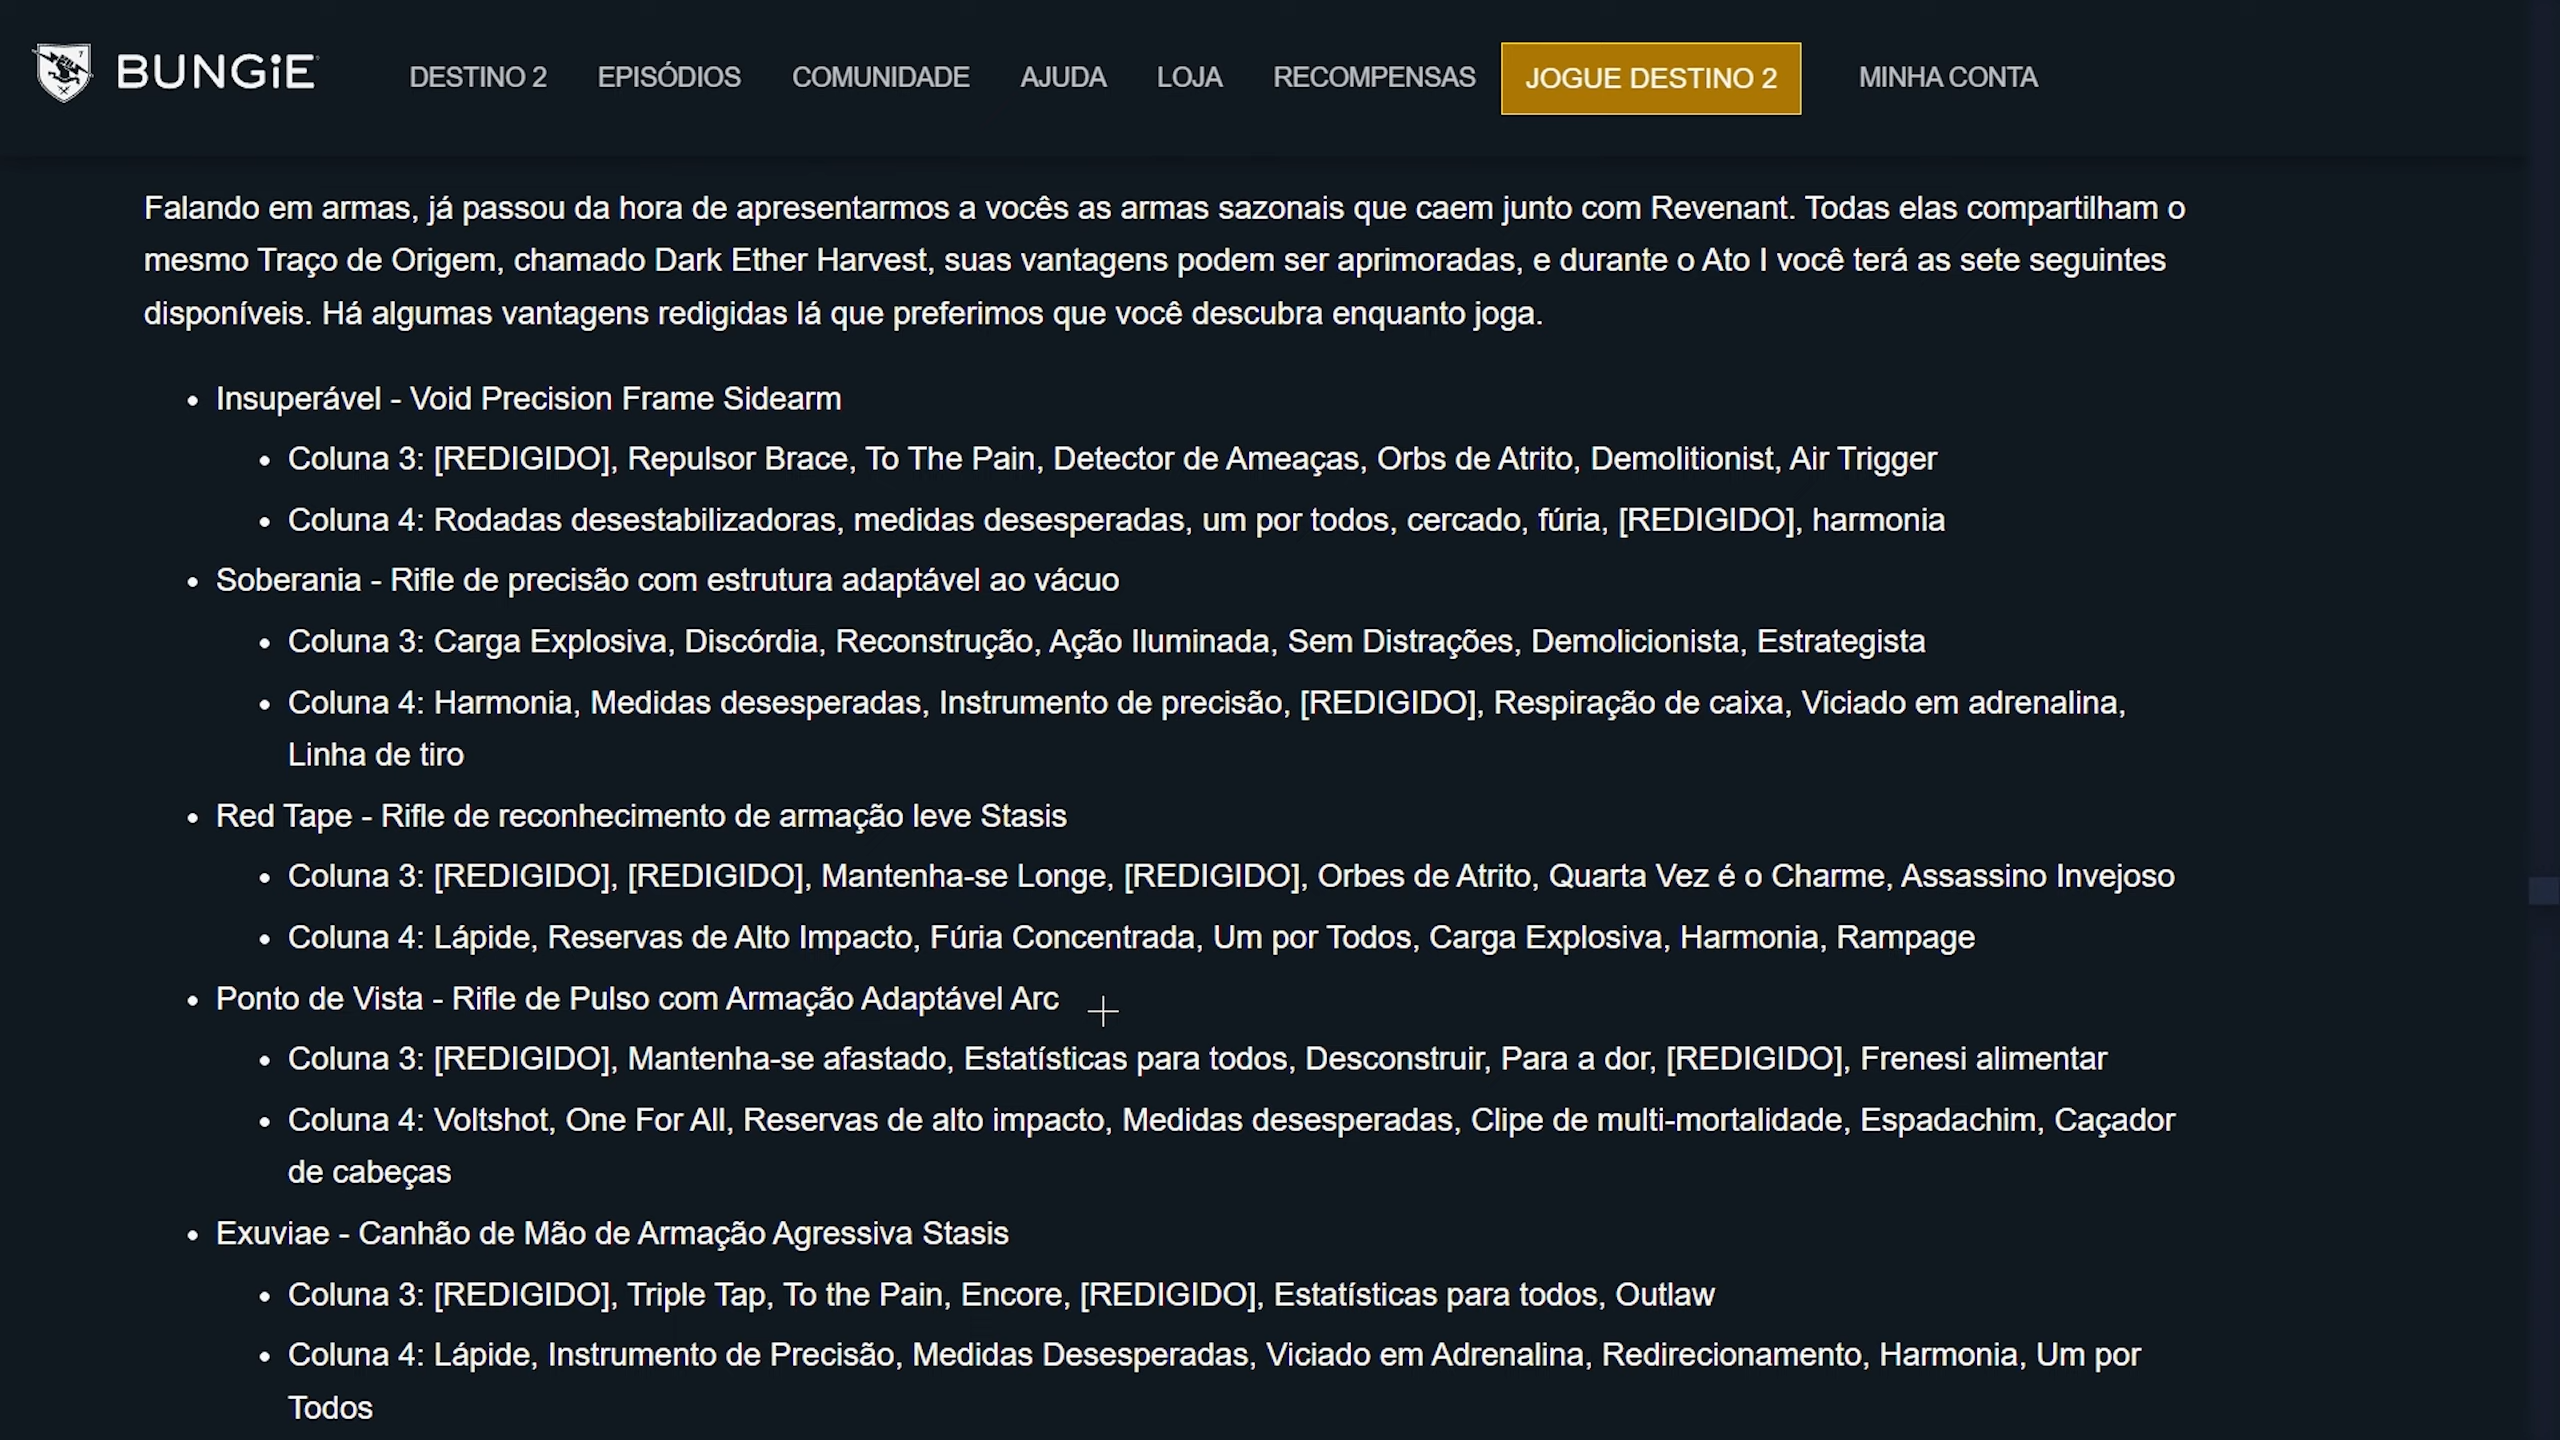 BUNGiE
DESTINO 2
EPISÓDIOS
COMUNIDADE
AJUDA
LOJA
RECOMPENSAS
JOGUE DESTINO 2
MINHA CONTA
Falando em armas, já passou da hora de apresentarmos a vocês as armas sazonais que caem junto com Revenant. Todas elas compartilham o
mesmo Traço de Origem, chamado Dark Ether Harvest, suas vantagens podem ser aprimoradas, e durante o Ato I você terá as sete seguintes
disponíveis. Há algumas vantagens redigidas lá que preferimos que você descubra enquanto joga.
• Insuperável - Void Precision Frame Sidearm
• Coluna 3: [REDIGIDO], Repulsor Brace, To The Pain, Detector de Ameaças, Orbs de Atrito, Demolitionist, Air Trigger
• Coluna 4: Rodadas desestabilizadoras, medidas desesperadas, um por todos, cercado, fúria, [REDIGIDO], harmonia
• Soberania - Rifle de precisão com estrutura adaptável ao vácuo
• Coluna 3: Carga Explosiva, Discórdia, Reconstrução, Ação Iluminada, Sem Distrações, Demolicionista, Estrategista
• Coluna 4: Harmonia, Medidas desesperadas, Instrumento de precisão, [REDIGIDO], Respiração de caixa, Viciado em adrenalina,
Linha de tiro
• Red Tape - Rifle de reconhecimento de armação leve Stasis
• Coluna 3: [REDIGIDO], [REDIGIDO], Mantenha-se Longe, [REDIGIDO], Orbes de Atrito, Quarta Vez é o Charme, Assassino Invejoso
• Coluna 4: Lápide, Reservas de Alto Impacto, Fúria Concentrada, Um por Todos, Carga Explosiva, Harmonia, Rampage
• Ponto de Vista - Rifle de Pulso com Armação Adaptável Arc
• Coluna 3: [REDIGIDO], Mantenha-se afastado, Estatísticas para todos, Desconstruir, Para a dor, [REDIGIDO], Frenesi alimentar
• Coluna 4: Voltshot, One For All, Reservas de alto impacto, Medidas desesperadas, Clipe de multi-mortalidade, Espadachim, Caçador
de cabeças
• Exuviae - Canhão de Mão de Armação Agressiva Stasis
• Coluna 3: [REDIGIDO], Triple Tap, To the Pain, Encore, [REDIGIDO], Estatísticas para todos, Outlaw
• Coluna 4: Lápide, Instrumento de Precisão, Medidas Desesperadas, Viciado em Adrenalina, Redirecionamento, Harmonia, Um por
Todos